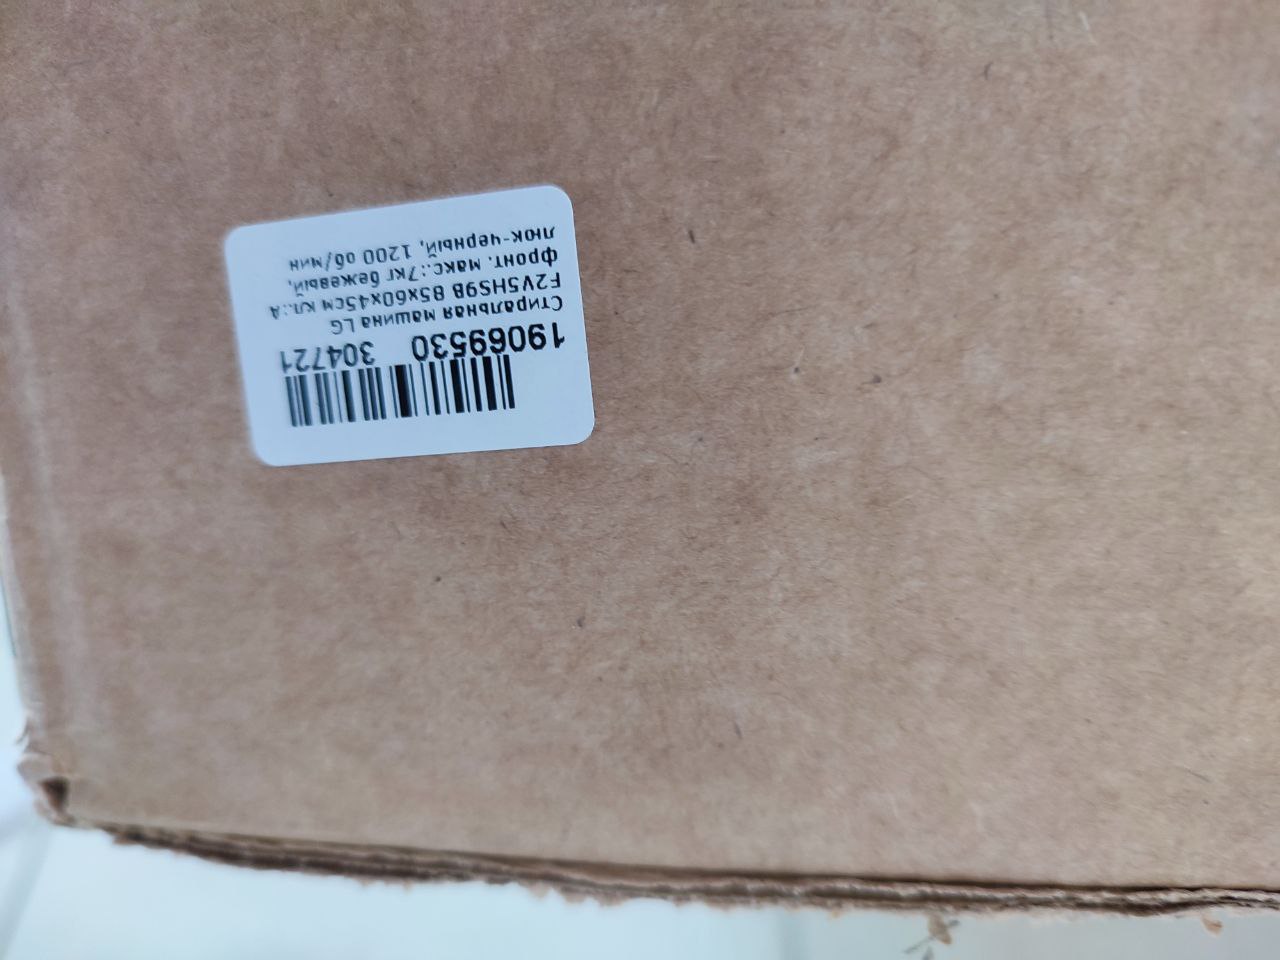 19069530 304721
Стиральная машина LG
F2V5HS9B 85x60x45см кл.:A
фронт. макс.:7кг бежевый,
люк-черный, 1200 об/мин